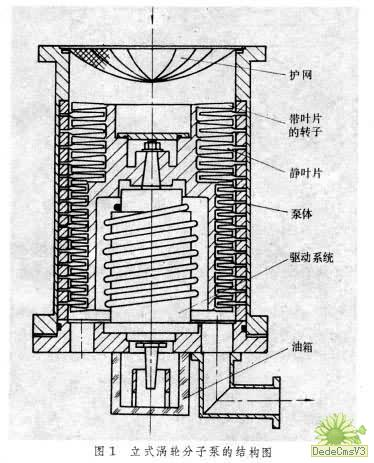 护网
带叶片
的转子
静叶片
泵体
驱动系统
油箱
图1 立式涡轮分子泵的结构图
DedeCmsV3